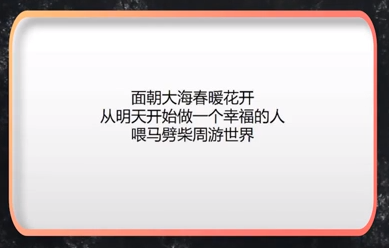 面朝大海春暖花开
从明天开始做一个幸福的人
喂马劈柴周游世界